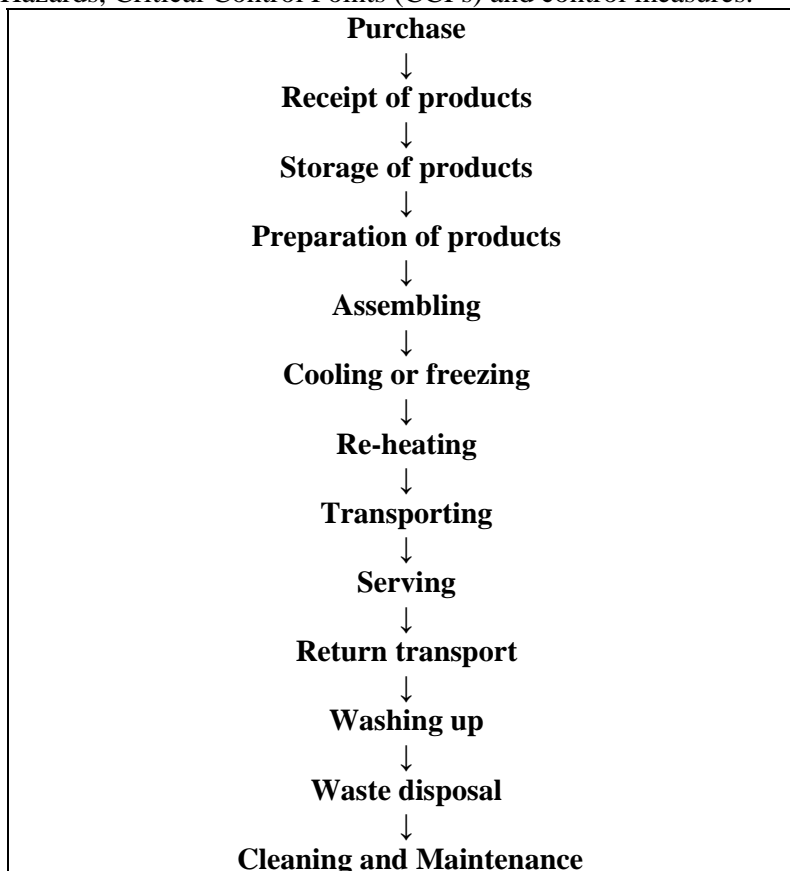 Hazards, Critical Control Points (CCPs) and control measures.
Purchase
↓
Receipt of products
↓
Storage of products
↓
Preparation of products
↓
Assembling
↓
Cooling or freezing
↓
Re-heating
↓
Transporting
↓
Serving
↓
Return transport
↓
Washing up
↓
Waste disposal
↓
Cleaning and Maintenance